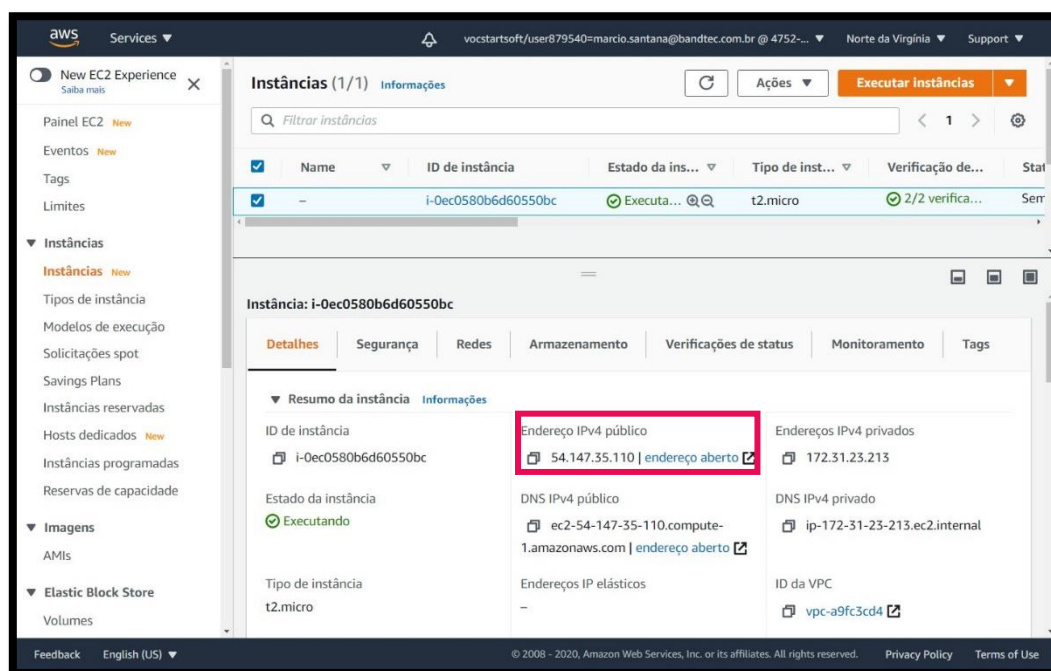 aws Services ▼ vocstartsoft/user879540=marcio.santana@bandtec.com.br @ 4752-... ▼ Norte da Virgínia ▼ Support ▼
New EC2 Experience
Saiba mais
Painel EC2 New
Eventos New
Tags
Limites
▼ Instâncias
Instâncias New
Tipos de instância
Modelos de execução
Solicitações spot
Savings Plans
Instâncias reservadas
Hosts dedicados New
Instâncias programadas
Reservas de capacidade
▼ Imagens
AMIs
▼ Elastic Block Store
Volumes
Instâncias (1/1) Informações
Ações ▼ Executar instâncias ▼
Filtrar instâncias
< 1 >
Name ID de instância Estado da ins... Tipo de inst... Verificação de... Stat
– i-0ec0580b6d60550bc Executa... t2.micro 2/2 verifica... Sem
Instância: i-0ec0580b6d60550bc
Detalhes Segurança Redes Armazenamento Verificações de status Monitoramento Tags
▼ Resumo da instância Informações
ID de instância
i-0ec0580b6d60550bc
Endereço IPv4 público
54.147.35.110 | endereço aberto
Endereços IPv4 privados
172.31.23.213
Estado da instância
Executando
DNS IPv4 público
ec2-54-147-35-110.compute-
1.amazonaws.com | endereço aberto
DNS IPv4 privado
ip-172-31-23-213.ec2.internal
Tipo de instância
t2.micro
Endereços IP elásticos
–
ID da VPC
vpc-a9fc3cd4
Feedback English (US) ▼ © 2008 - 2020, Amazon Web Services, Inc. or its affiliates. All rights reserved. Privacy Policy Terms of Use